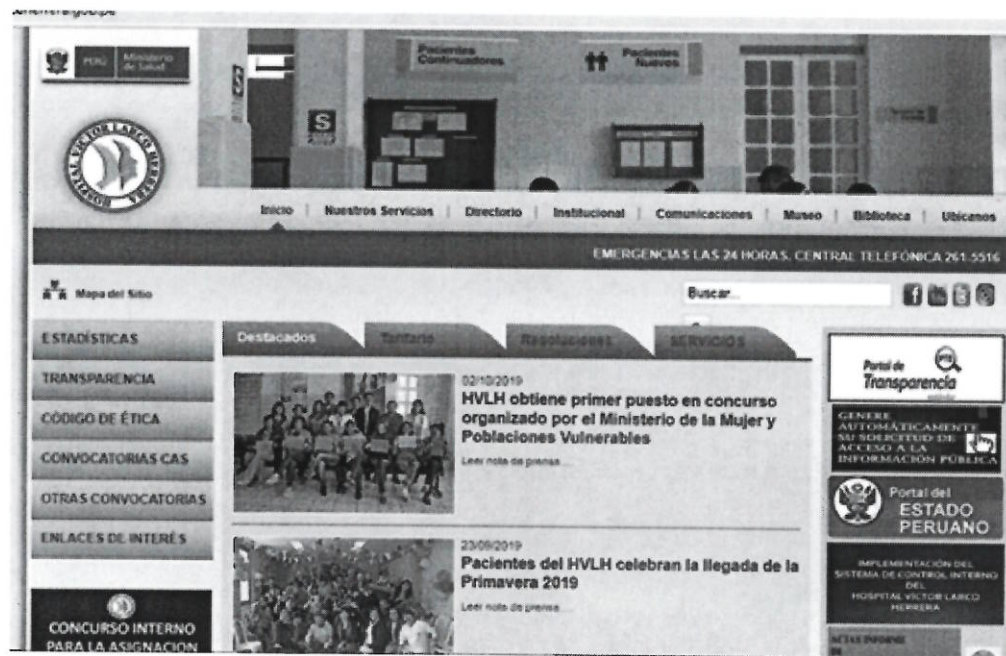 PERÚ
Ministerio
de Salud
HOSPITAL VICTOR LARCO HERRERA
Pacientes
Continuadores
Pacientes
Nuevos
S
Inicio | Nuestros Servicios | Directorio | Institucional | Comunicaciones | Museo | Biblioteca | Ubícanos
EMERGENCIAS LAS 24 HORAS, CENTRAL TELEFÓNICA 261-5516
Mapa del Sitio
Buscar...
ESTADÍSTICAS
TRANSPARENCIA
CÓDIGO DE ÉTICA
CONVOCATORIAS CAS
OTRAS CONVOCATORIAS
ENLACES DE INTERÉS
CONCURSO INTERNO
PARA LA ASIGNACION
Destacados
Tarifario
Resoluciones
SERVICIOS
02/10/2019
HVLH obtiene primer puesto en concurso
organizado por el Ministerio de la Mujer y
Poblaciones Vulnerables
Leer nota de prensa...
23/09/2019
Pacientes del HVLH celebran la llegada de la
Primavera 2019
Leer nota de prensa...
Portal de
Transparencia
GENERE
AUTOMÁTICAMENTE
SU SOLICITUD DE
ACCESO A LA
INFORMACIÓN PÚBLICA
Portal del
ESTADO
PERUANO
IMPLEMENTACIÓN DEL
SISTEMA DE CONTROL INTERNO
DEL
HOSPITAL VÍCTOR LARCO
HERRERA